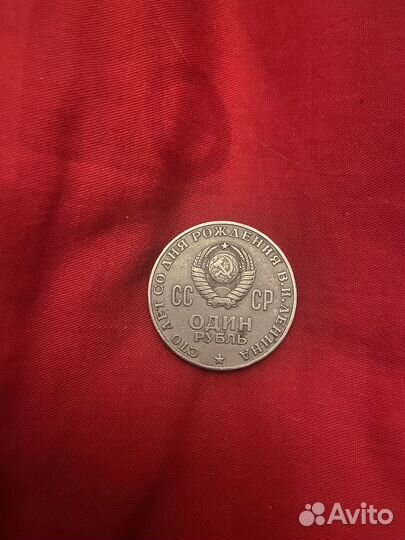 СТО ЛЕТ СО ДНЯ РОЖДЕНИЯ В.И.ЛЕНИНА
СС СР
ОДИН
РУБЛЬ
Avito